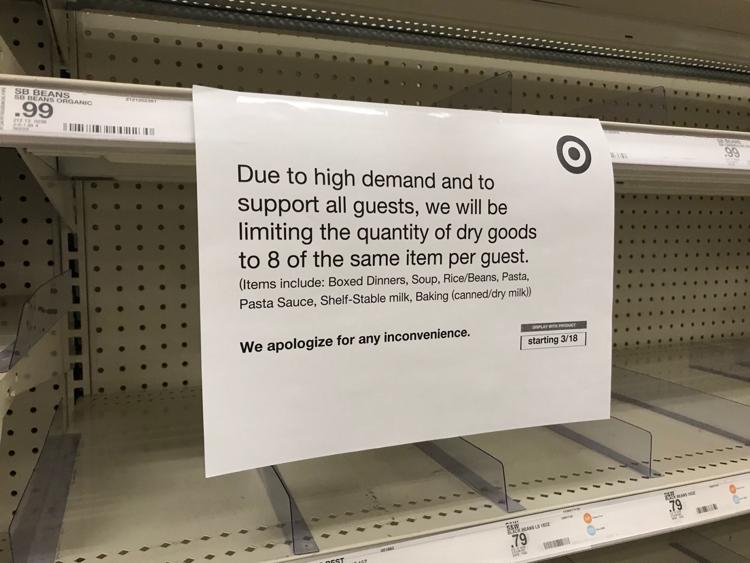 SB BEANS
SB BEANS ORGANIC
.99
Due to high demand and to
support all guests, we will be
limiting the quantity of dry goods
to 8 of the same item per guest.
(Items include: Boxed Dinners, Soup, Rice/Beans, Pasta,
Pasta Sauce, Shelf-Stable milk, Baking (canned/dry milk))
We apologize for any inconvenience.
DISPLAY WITH PRODUCT
starting 3/18
.99
S&W
BLACK BEANS
.79
S&W
.79